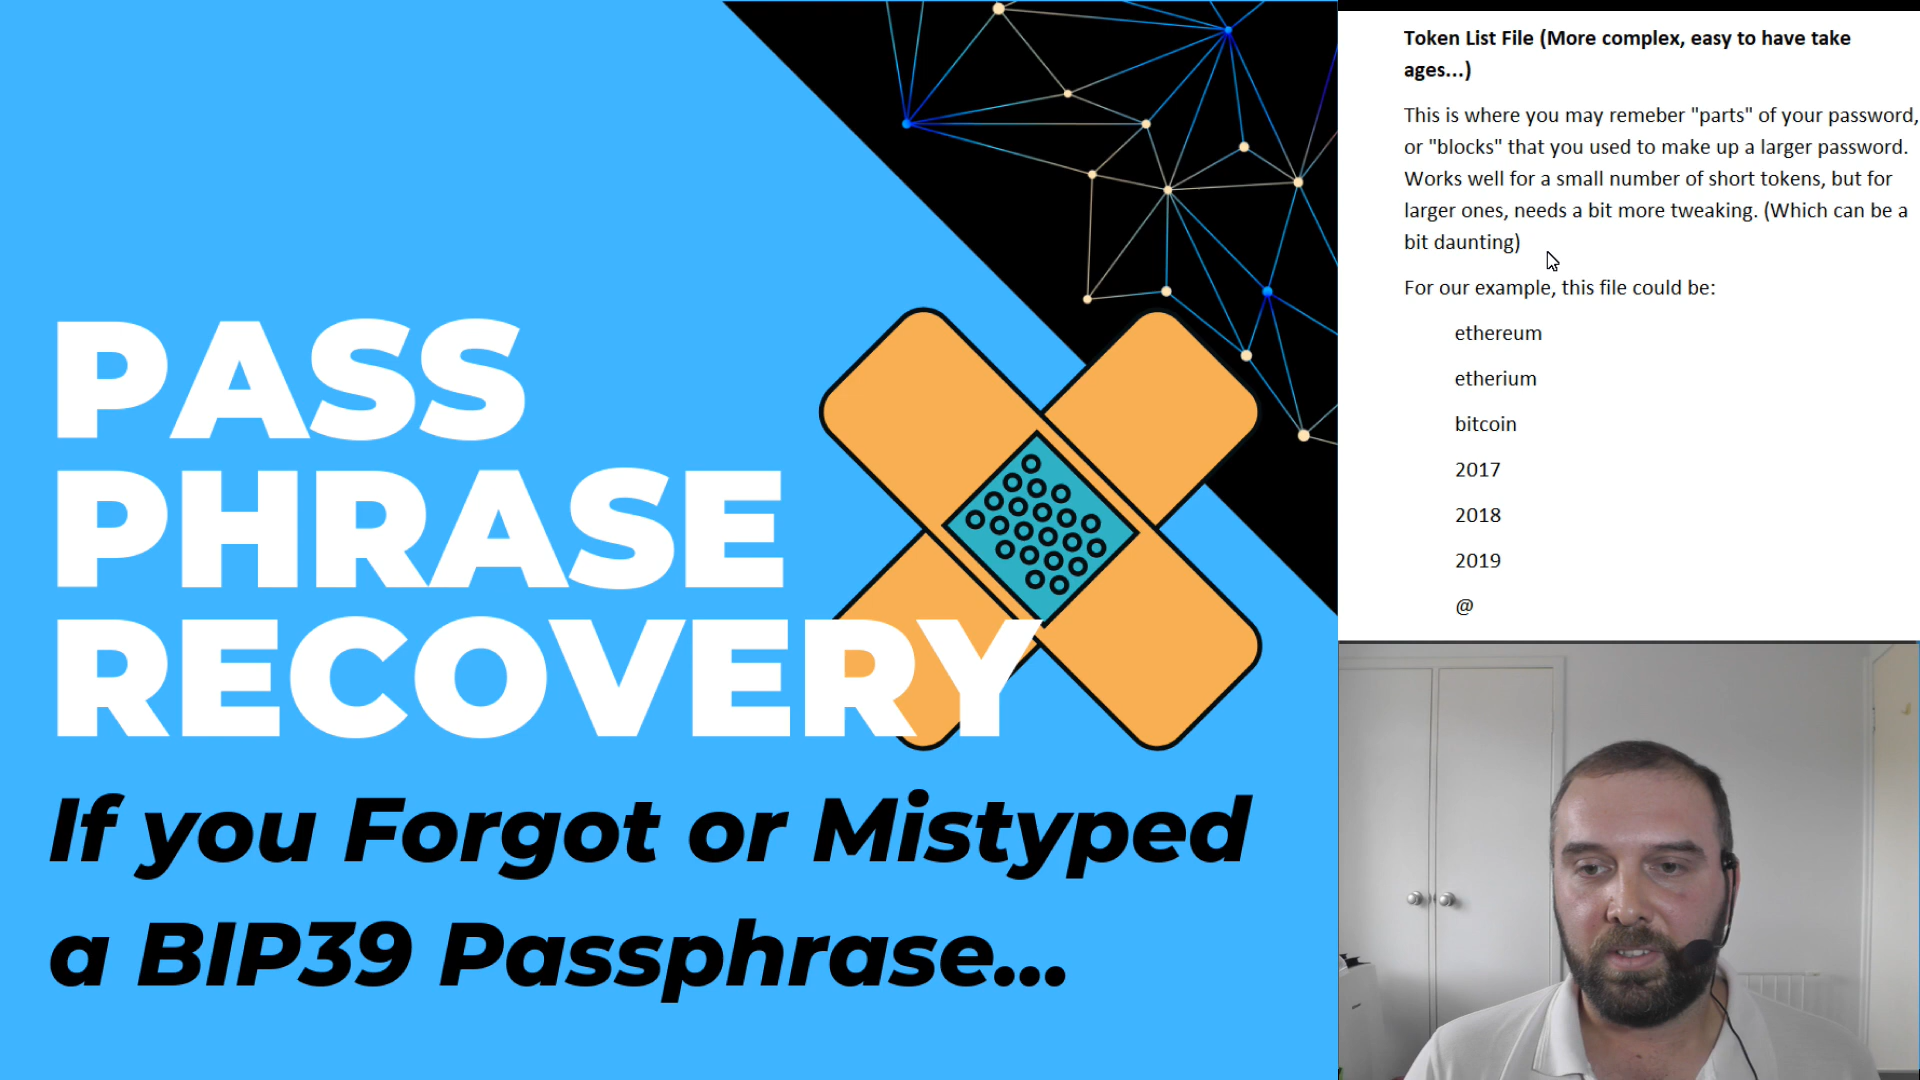 PASS
PHRASE
RECOVERY
If you Forgot or Mistyped
a BIP39 Passphrase...
Token List File (More complex, easy to have take
ages...)
This is where you may remeber "parts" of your password,
or "blocks" that you used to make up a larger password.
Works well for a small number of short tokens, but for
larger ones, needs a bit more tweaking. (Which can be a
bit daunting)
For our example, this file could be:
ethereum
etherium
bitcoin
2017
2018
2019
@